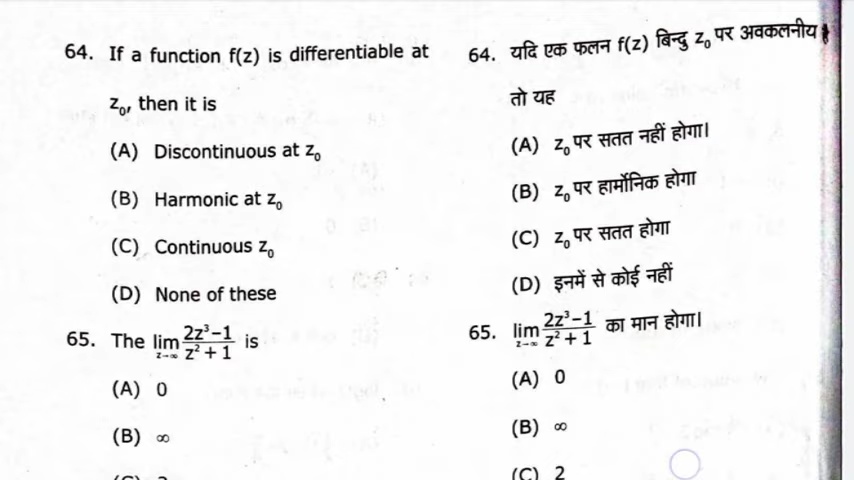 64. If a function f(z) is differentiable at
z₀, then it is
(A) Discontinuous at z₀
(B) Harmonic at z₀
(C) Continuous z₀
(D) None of these
65. The lim z→∞ 2z³−1 / z² + 1 is
(A) 0
(B) ∞
64. यदि एक फलन f(z) बिन्दु z₀ पर अवकलनीय
तो यह
(A) z₀ पर सतत नहीं होगा।
(B) z₀ पर हार्मोनिक होगा
(C) z₀ पर सतत होगा
(D) इनमें से कोई नहीं
65. lim z→∞ 2z³−1 / z² + 1 का मान होगा।
(A) 0
(B) ∞
(C) 2